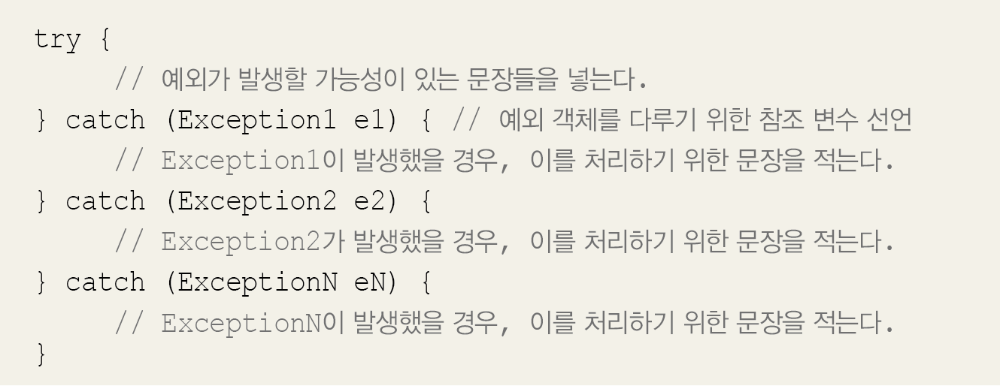 try {
// 예외가 발생할 가능성이 있는 문장들을 넣는다.
} catch (Exception1 e1) { // 예외 객체를 다루기 위한 참조 변수 선언
// Exception1이 발생했을 경우, 이를 처리하기 위한 문장을 적는다.
} catch (Exception2 e2) {
// Exception2가 발생했을 경우, 이를 처리하기 위한 문장을 적는다.
} catch (ExceptionN eN) {
// ExceptionN이 발생했을 경우, 이를 처리하기 위한 문장을 적는다.
}